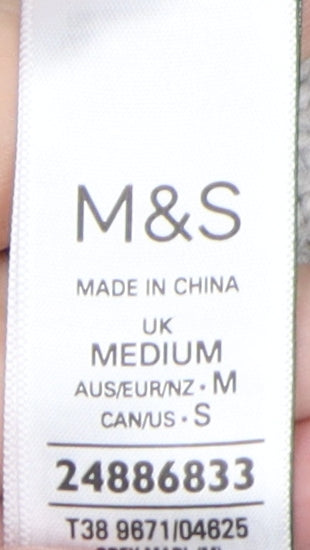 M&S
MADE IN CHINA
UK
MEDIUM
AUS/EUR/NZ • M
CAN/US • S
24886833
T38 9671/04625